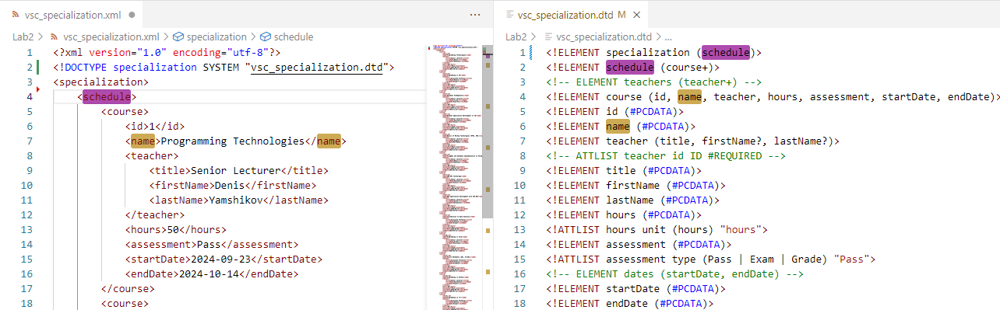 vsc_specialization.xml
Lab2 > vsc_specialization.xml > specialization > schedule
1 <?xml version="1.0" encoding="utf-8"?>
2 <!DOCTYPE specialization SYSTEM "vsc_specialization.dtd">
3 <specialization>
4 <schedule>
5 <course>
6 <id>1</id>
7 <name>Programming Technologies</name>
8 <teacher>
9 <title>Senior Lecturer</title>
10 <firstName>Denis</firstName>
11 <lastName>Yamshikov</lastName>
12 </teacher>
13 <hours>50</hours>
14 <assessment>Pass</assessment>
15 <startDate>2024-09-23</startDate>
16 <endDate>2024-10-14</endDate>
17 </course>
18 <course>
vsc_specialization.dtd M
Lab2 > vsc_specialization.dtd > ...
1 <!ELEMENT specialization (schedule)>
2 <!ELEMENT schedule (course+)>
3 <!-- ELEMENT teachers (teacher+) -->
4 <!ELEMENT course (id, name, teacher, hours, assessment, startDate, endDate)>
5 <!ELEMENT id (#PCDATA)>
6 <!ELEMENT name (#PCDATA)>
7 <!ELEMENT teacher (title, firstName?, lastName?)>
8 <!-- ATTLIST teacher id ID #REQUIRED -->
9 <!ELEMENT title (#PCDATA)>
10 <!ELEMENT firstName (#PCDATA)>
11 <!ELEMENT lastName (#PCDATA)>
12 <!ELEMENT hours (#PCDATA)>
13 <!ATTLIST hours unit (hours) "hours">
14 <!ELEMENT assessment (#PCDATA)>
15 <!ATTLIST assessment type (Pass | Exam | Grade) "Pass">
16 <!-- ELEMENT dates (startDate, endDate) -->
17 <!ELEMENT startDate (#PCDATA)>
18 <!ELEMENT endDate (#PCDATA)>